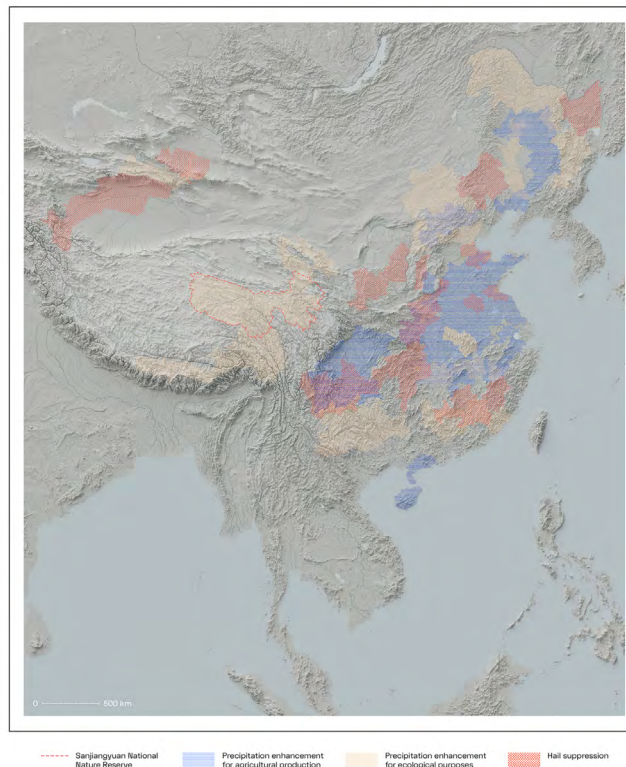 0 500 km
Sanjiangyuan National
Nature Reserve
Precipitation enhancement
for agricultural production
Precipitation enhancement
for ecological purposes
Hail suppression